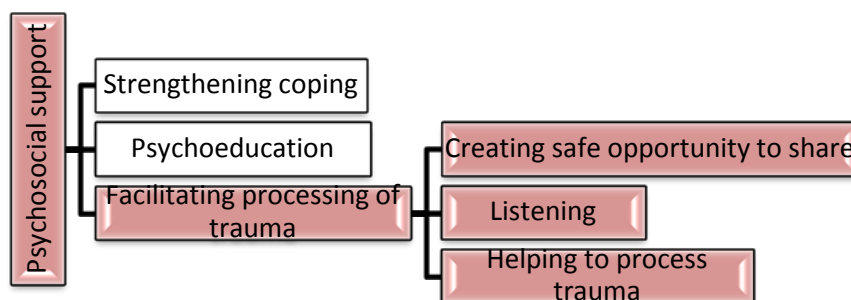 Psychosocial support
Strengthening coping
Psychoeducation
Facilitating processing of
trauma
Creating safe opportunity to share
Listening
Helping to process
trauma